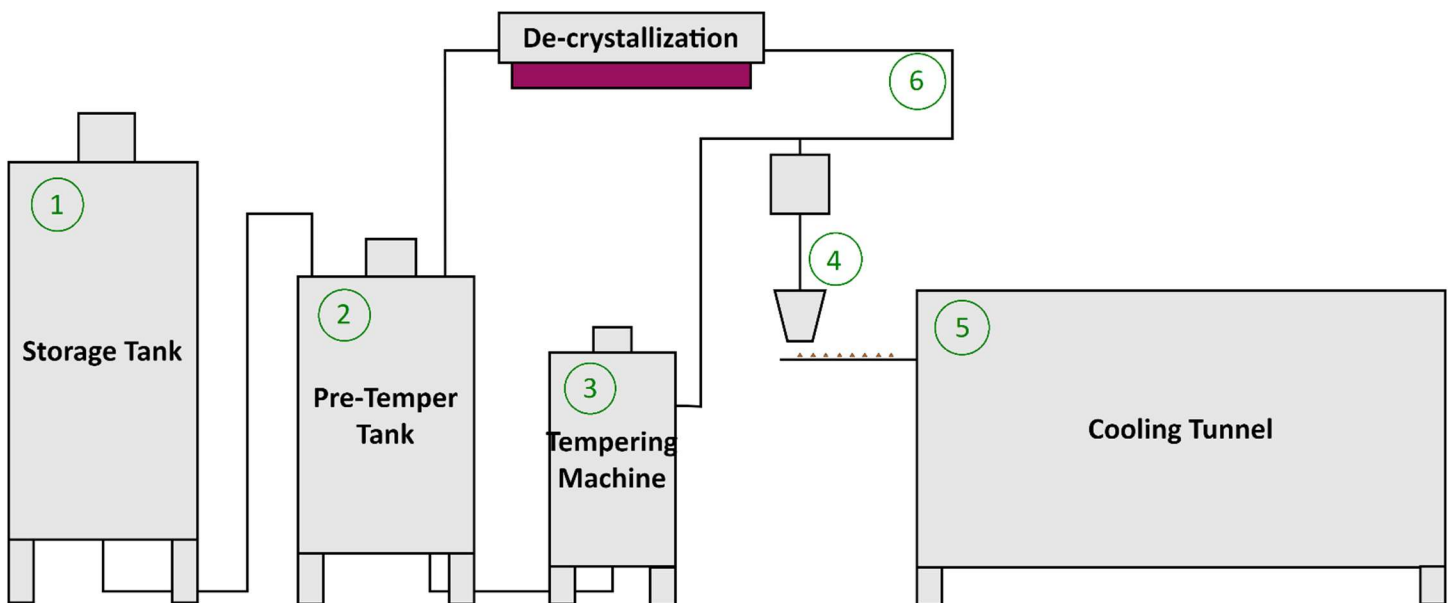 De-crystallization
6
1
Storage Tank
2
Pre-Temper
Tank
3
Tempering
Machine
4
5
Cooling Tunnel